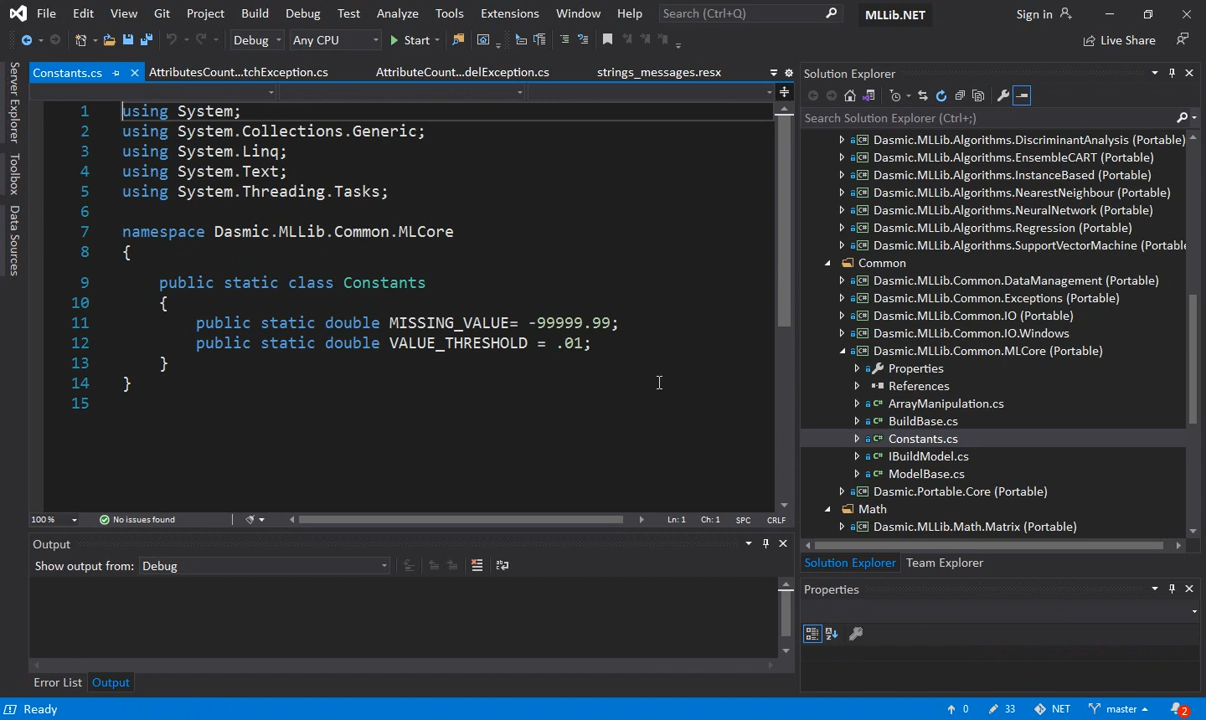 File Edit View Git Project Build Debug Test Analyze Tools Extensions Window Help Search (Ctrl+Q) MLLib.NET Sign in
Debug Any CPU Start Live Share
Server Explorer
Toolbox
Data Sources
Constants.cs AttributesCount...tchException.cs AttributeCount...delException.cs strings_messages.resx
1 using System;
2 using System.Collections.Generic;
3 using System.Linq;
4 using System.Text;
5 using System.Threading.Tasks;
6
7 namespace Dasmic.MLLib.Common.MLCore
8 {
9 public static class Constants
10 {
11 public static double MISSING_VALUE= -99999.99;
12 public static double VALUE_THRESHOLD = .01;
13 }
14 }
15
100 % No issues found Ln: 1 Ch: 1 SPC CRLF
Output
Show output from: Debug
Error List Output
Solution Explorer
Search Solution Explorer (Ctrl+;)
Dasmic.MLLib.Algorithms.DiscriminantAnalysis (Portable)
Dasmic.MLLib.Algorithms.EnsembleCART (Portable)
Dasmic.MLLib.Algorithms.InstanceBased (Portable)
Dasmic.MLLib.Algorithms.NearestNeighbour (Portable)
Dasmic.MLLib.Algorithms.NeuralNetwork (Portable)
Dasmic.MLLib.Algorithms.Regression (Portable)
Dasmic.MLLib.Algorithms.SupportVectorMachine (Portable
Common
Dasmic.MLLib.Common.DataManagement (Portable)
Dasmic.MLLib.Common.Exceptions (Portable)
Dasmic.MLLib.Common.IO (Portable)
Dasmic.MLLib.Common.IO.Windows
Dasmic.MLLib.Common.MLCore (Portable)
Properties
References
ArrayManipulation.cs
BuildBase.cs
Constants.cs
IBuildModel.cs
ModelBase.cs
Dasmic.Portable.Core (Portable)
Math
Dasmic.MLLib.Math.Matrix (Portable)
Solution Explorer Team Explorer
Properties
Ready 0 33 NET master 2